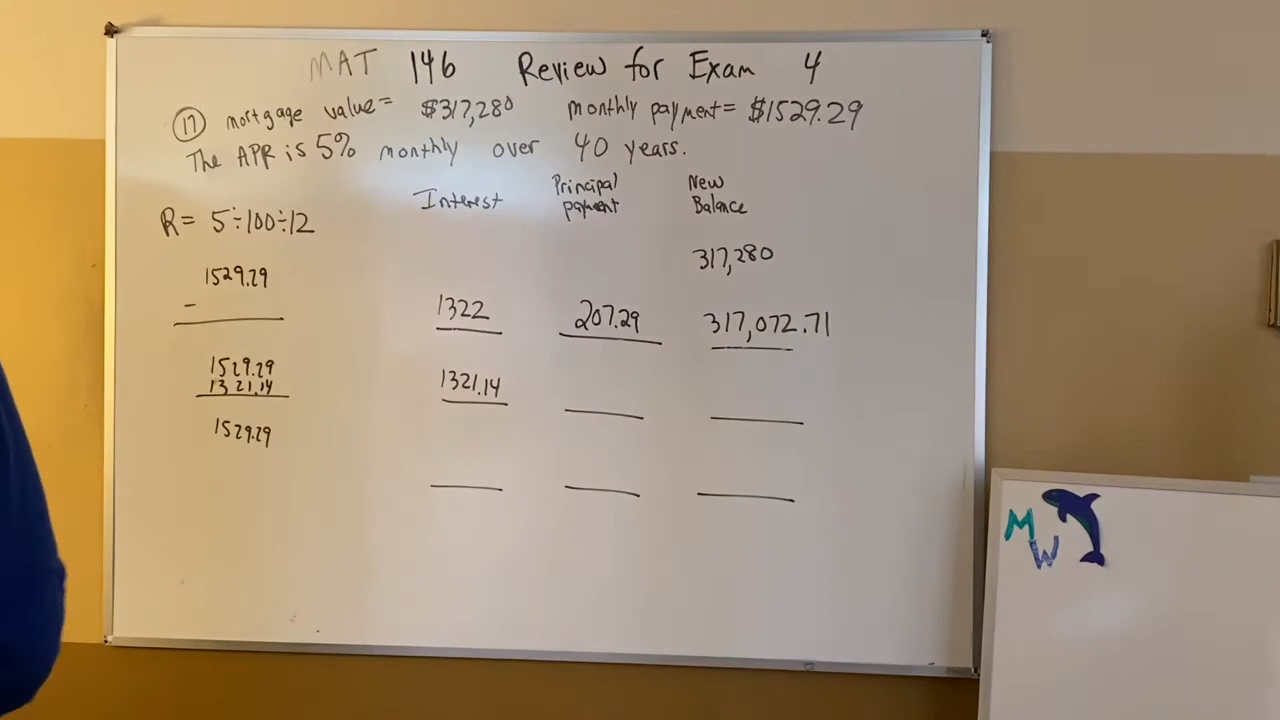 MAT 146 Review for Exam 4
17 mortgage value= $317,280 monthly payment= $1529.29
The APR is 5% monthly over 40 years.
Interest Principal payment New Balance
R= 5÷100÷12
317,280
1529.29
-
1322 207.29 317,072.71
1529.29
1321.14
1321.14
1529.29
M
W